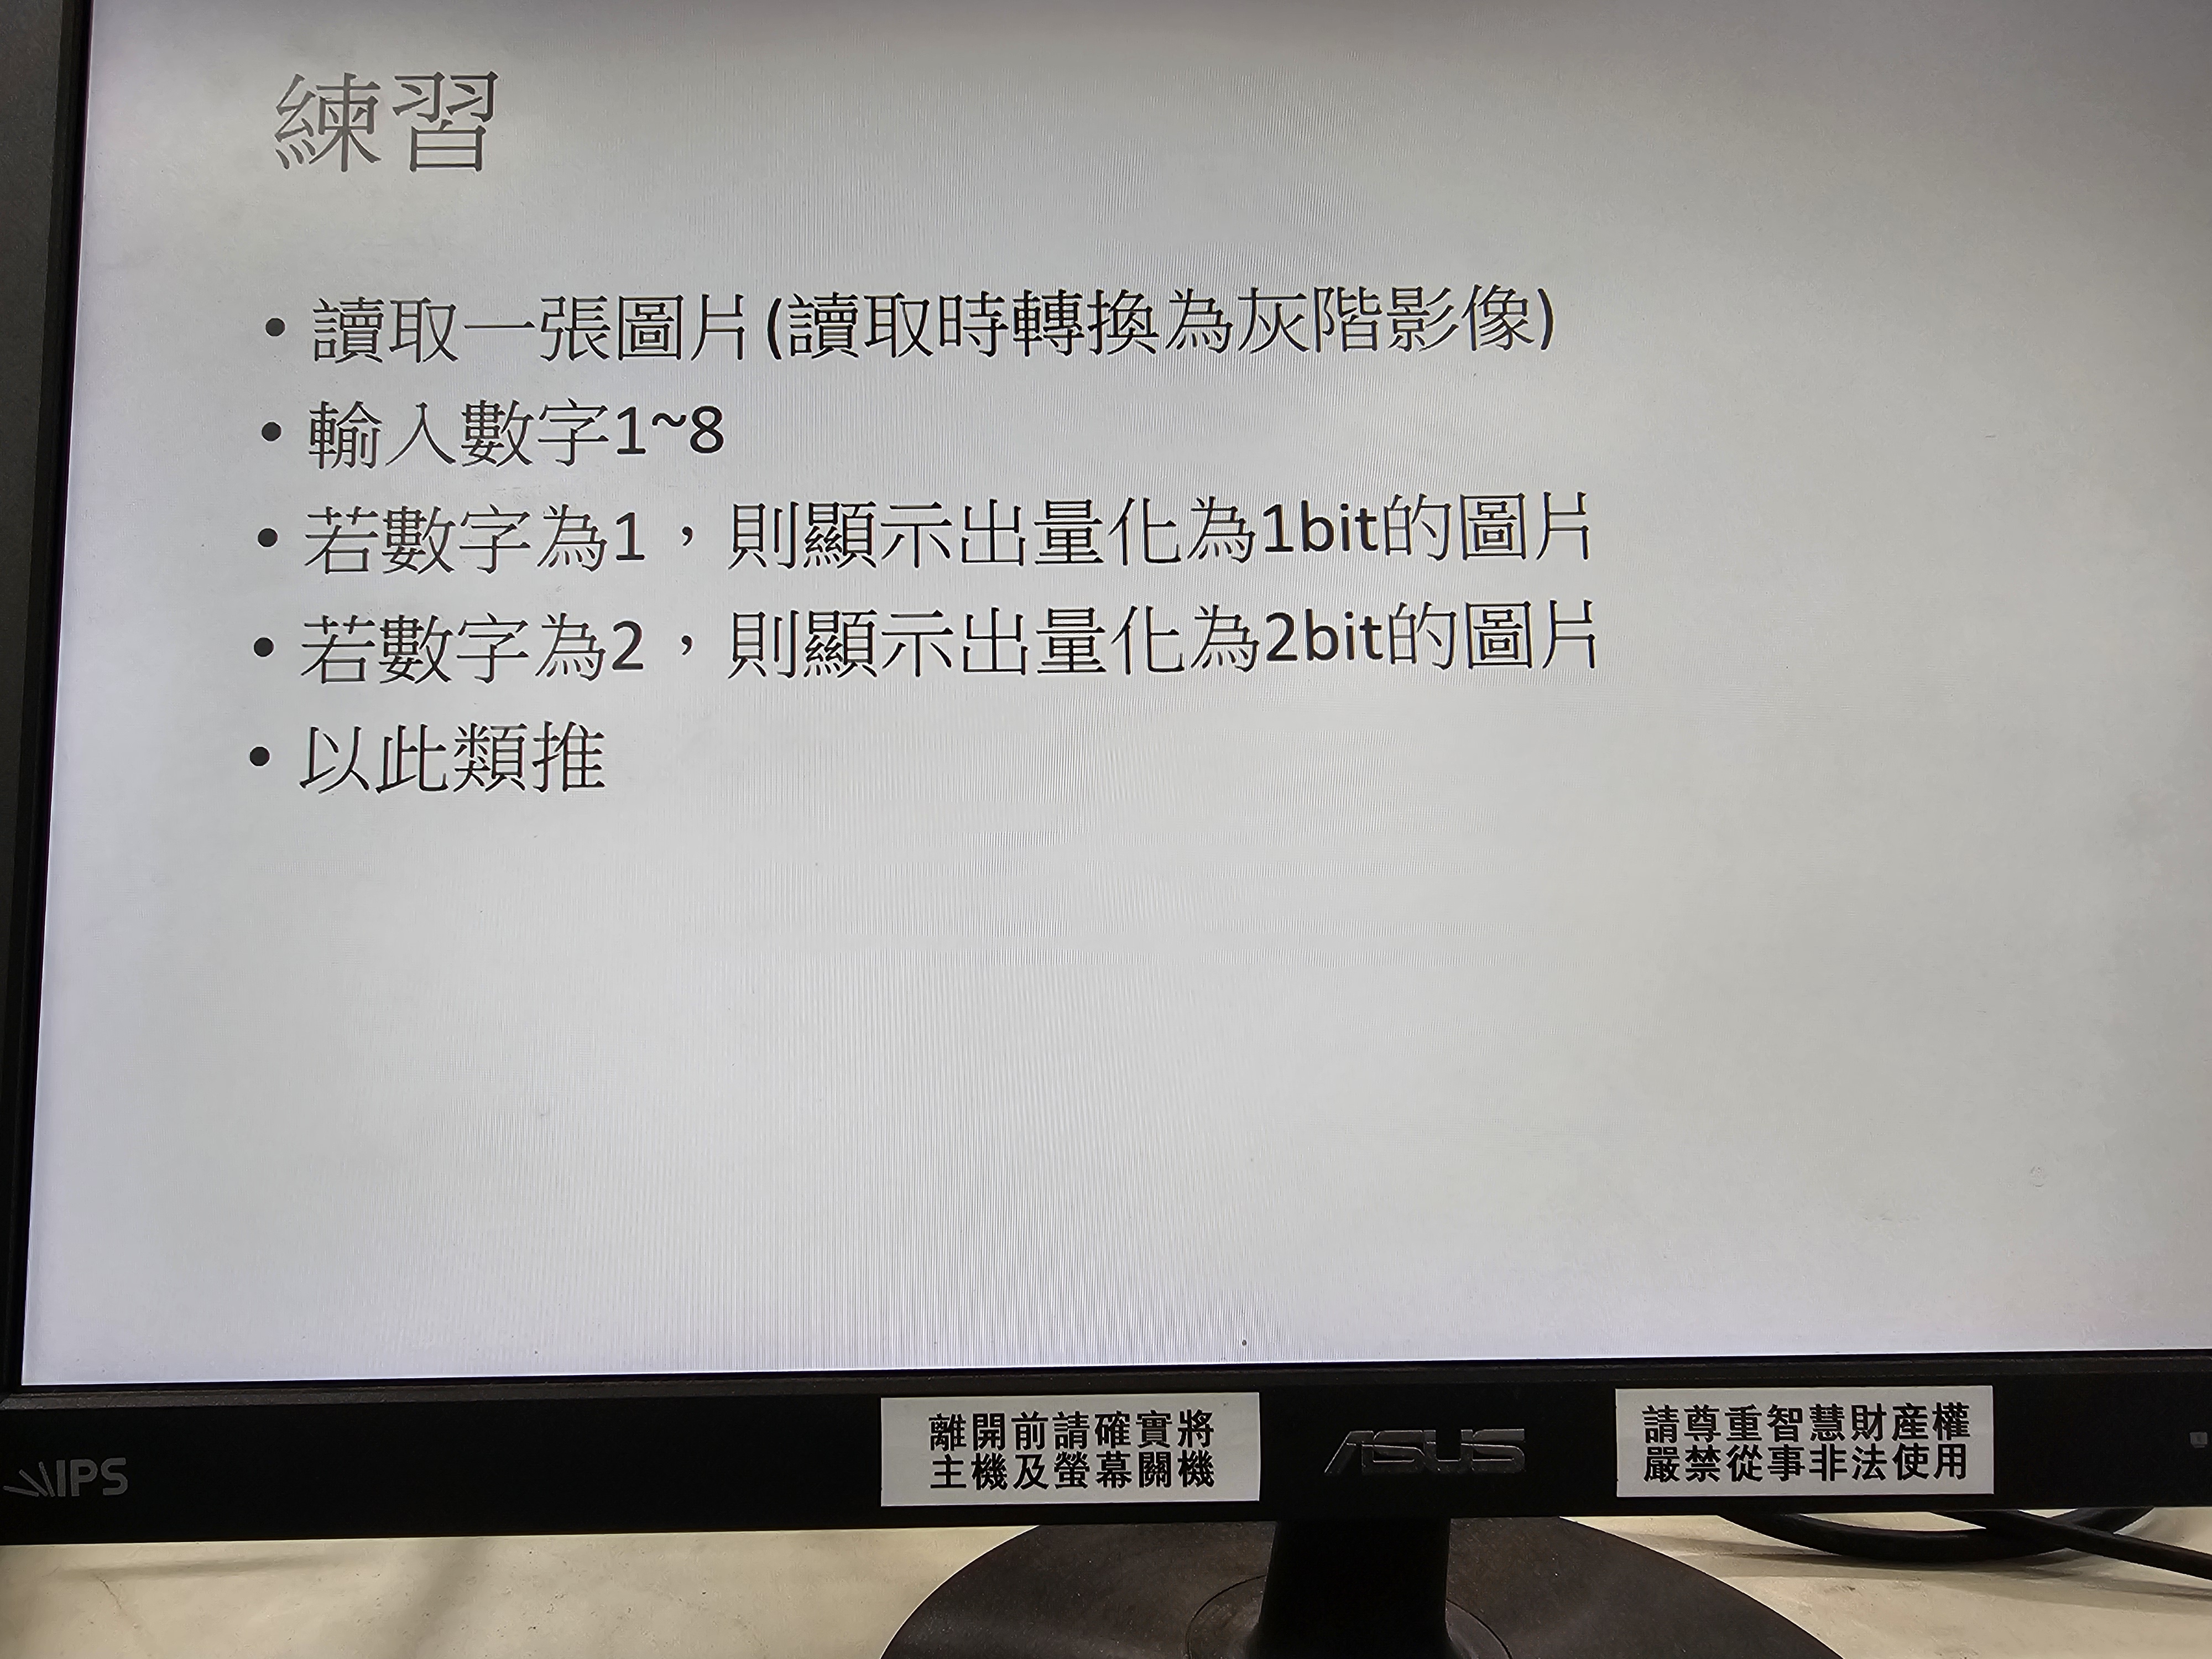 練習
• 讀取一張圖片(讀取時轉換為灰階影像)
• 輸入數字1~8
• 若數字為1，則顯示出量化為1bit的圖片
• 若數字為2，則顯示出量化為2bit的圖片
• 以此類推
IPS
離開前請確實將
主機及螢幕關機
ASUS
請尊重智慧財產權
嚴禁從事非法使用